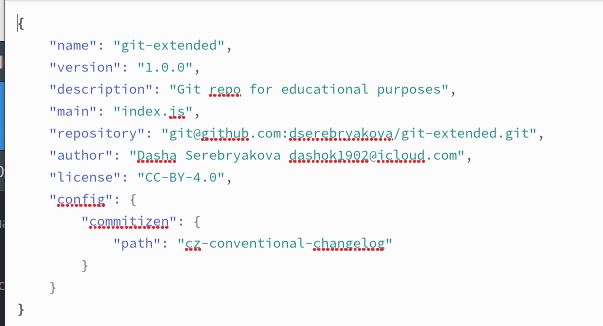 {
"name": "git-extended",
"version": "1.0.0",
"description": "Git repo for educational purposes",
"main": "index.js",
"repository": "git@github.com:dserebryakova/git-extended.git",
"author": "Dasha Serebryakova dashok1902@icloud.com",
"license": "CC-BY-4.0",
"config": {
"commitizen": {
"path": "cz-conventional-changelog"
}
}
}